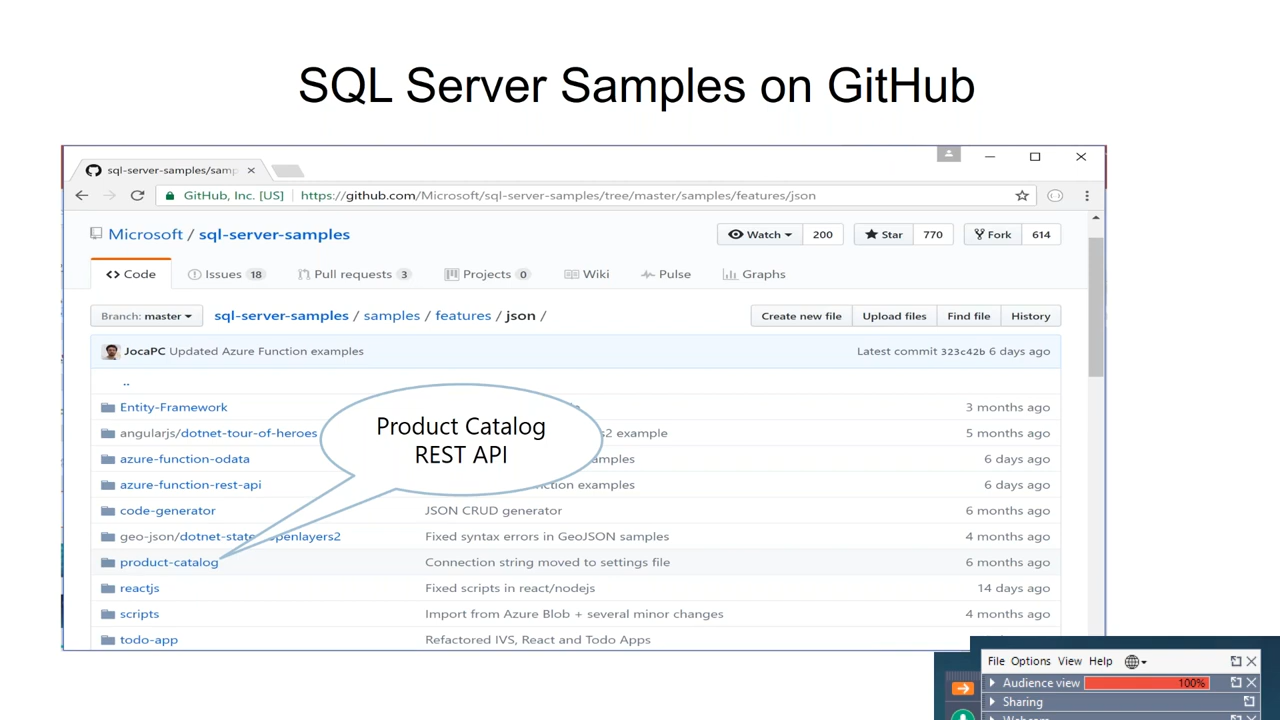 SQL Server Samples on GitHub
sql-server-samples/samp
GitHub, Inc. [US] https://github.com/Microsoft/sql-server-samples/tree/master/samples/features/json
Microsoft / sql-server-samples Watch 200 Star 770 Fork 614
Code Issues 18 Pull requests 3 Projects 0 Wiki Pulse Graphs
Branch: master sql-server-samples / samples / features / json / Create new file Upload files Find file History
JocaPC Updated Azure Function examples Latest commit 323c42b 6 days ago
..
Entity-Framework 3 months ago
angularjs/dotnet-tour-of-heroes s2 example 5 months ago
azure-function-odata amples 6 days ago
azure-function-rest-api ction examples 6 days ago
Product Catalog
REST API
code-generator JSON CRUD generator 6 months ago
geo-json/dotnet-state penlayers2 Fixed syntax errors in GeoJSON samples 4 months ago
product-catalog Connection string moved to settings file 6 months ago
reactjs Fixed scripts in react/nodejs 14 days ago
scripts Import from Azure Blob + several minor changes 4 months ago
todo-app Refactored IVS, React and Todo Apps
File Options View Help
Audience view 100%
Sharing